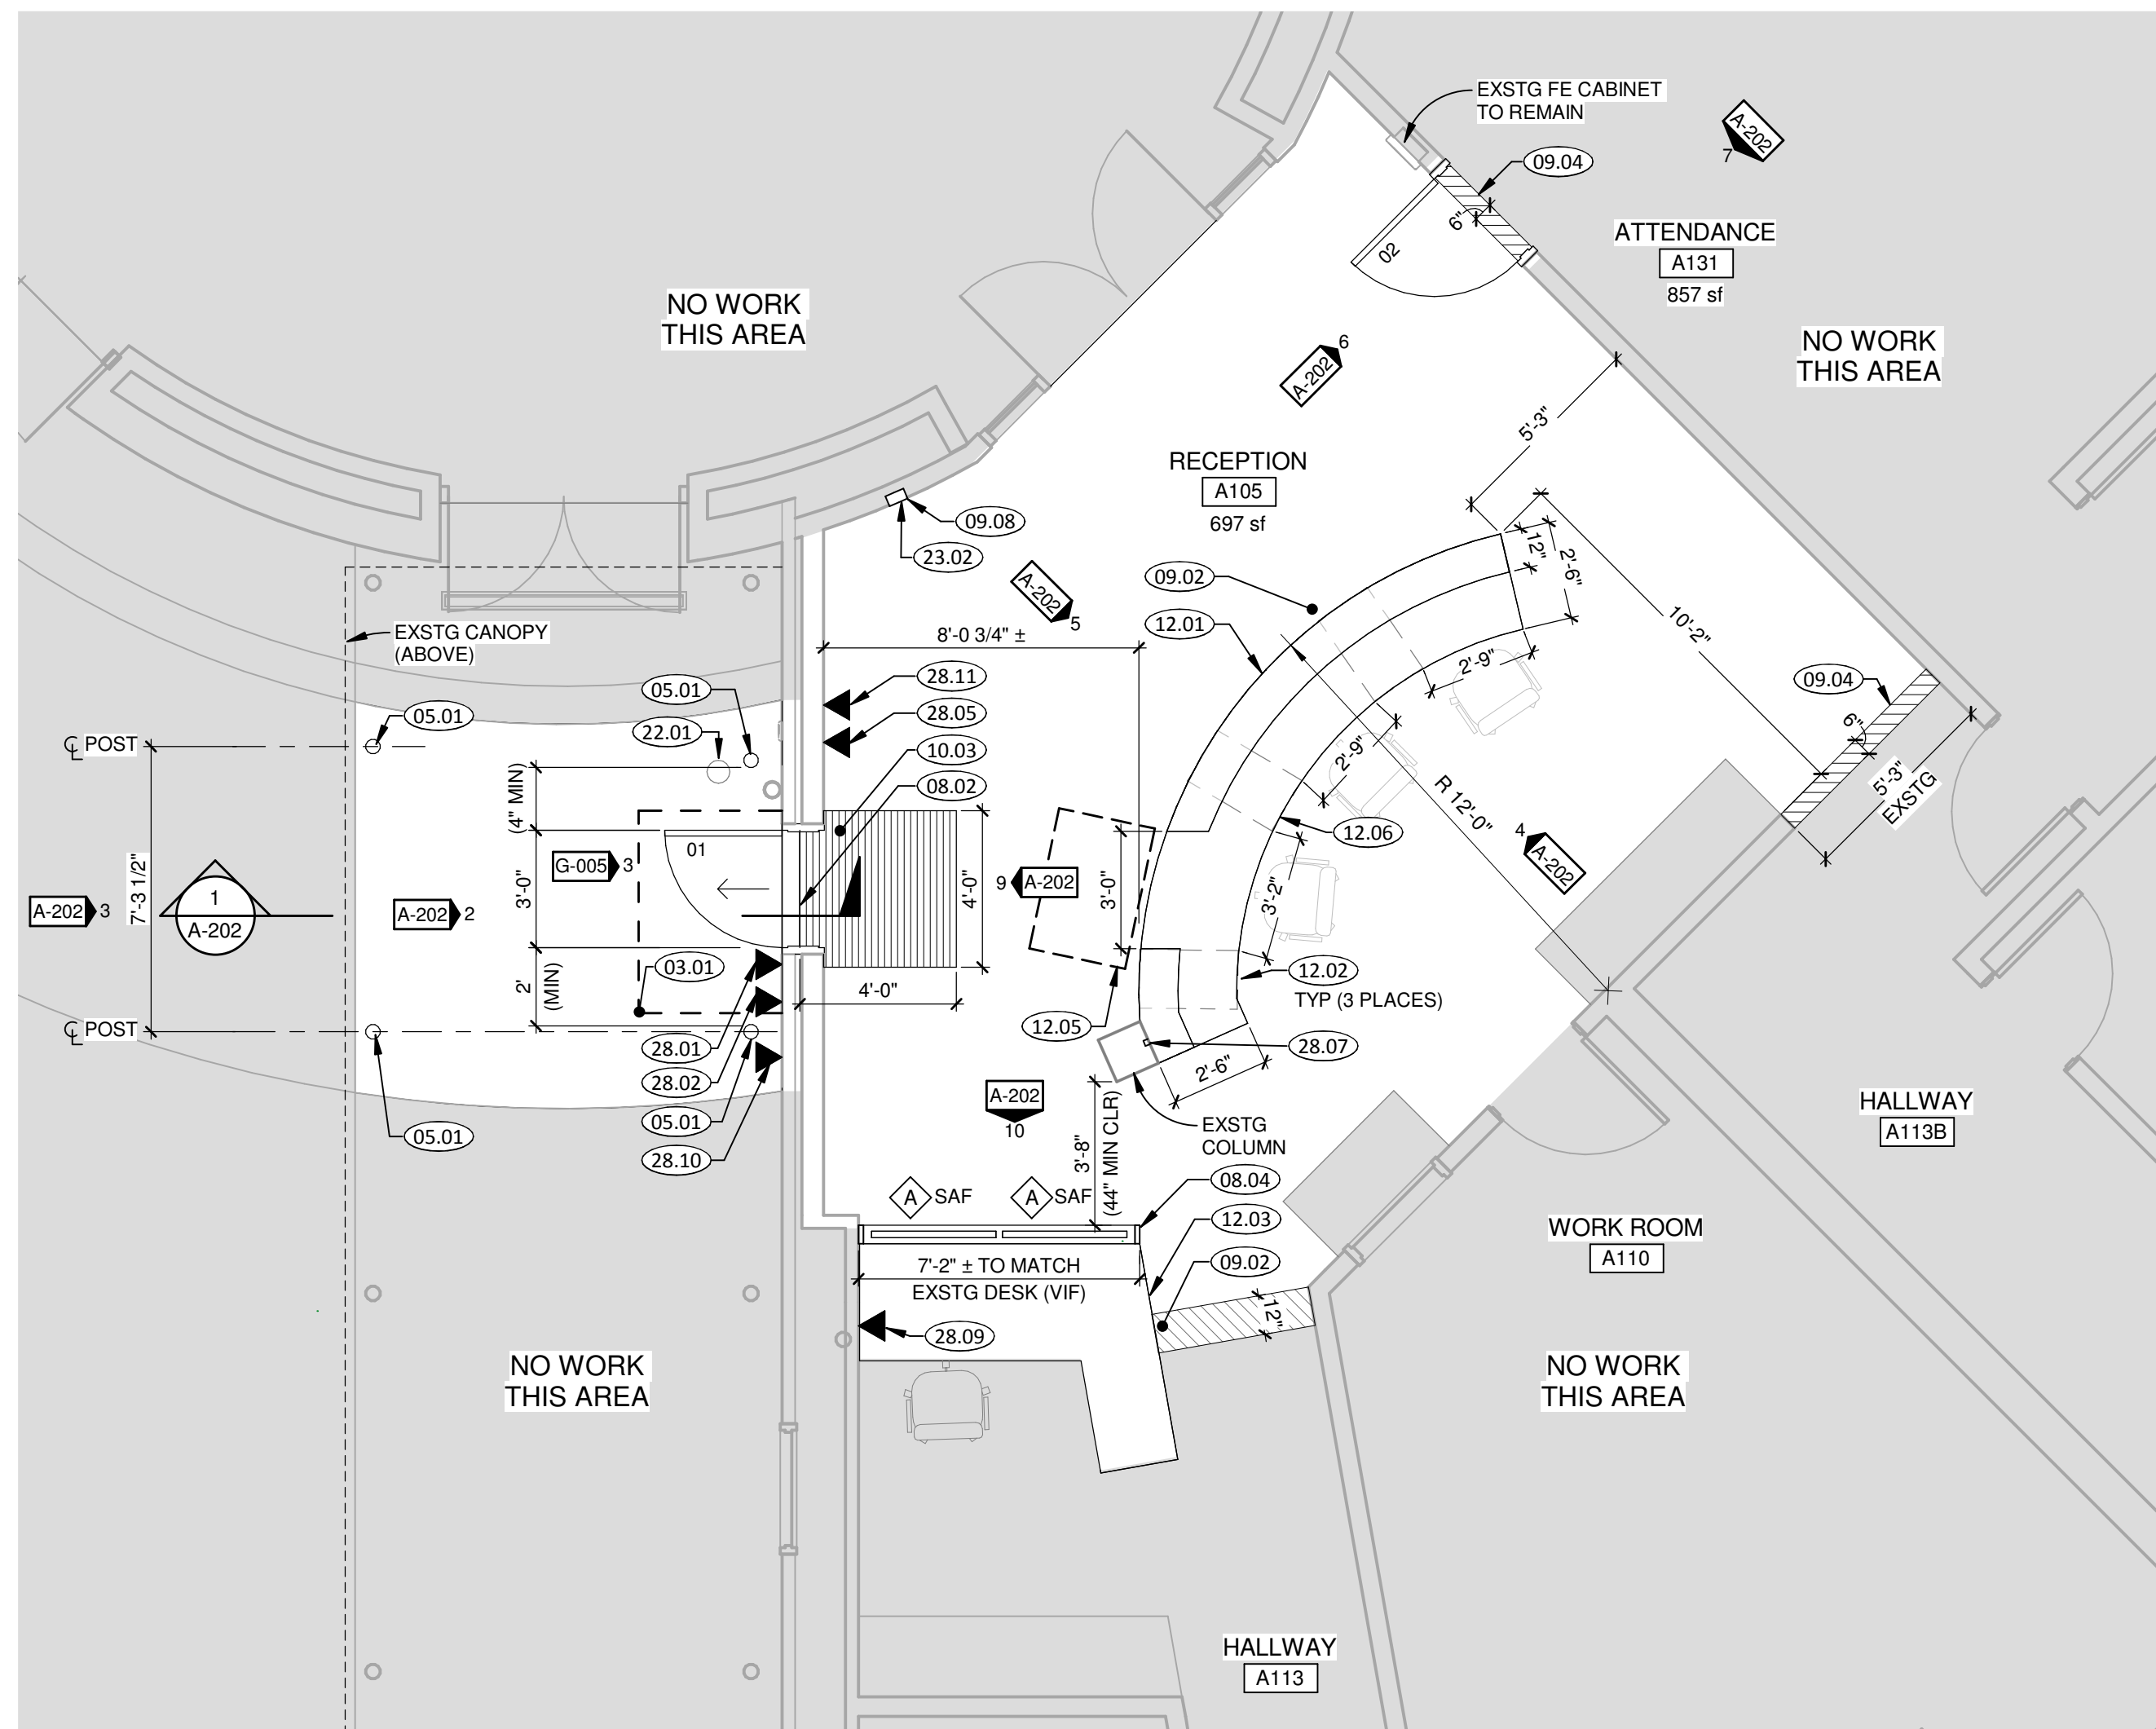 EXSTG FE CABINET
TO REMAIN
A-202
7
09.04
6"
02
ATTENDANCE
A131
857 sf
NO WORK
THIS AREA
NO WORK
THIS AREA
6
A-202
5'-3"
RECEPTION
A105
697 sf
09.08
23.02
A-202
5
09.02
12.01
12"
2'-6"
10'-2"
EXSTG CANOPY
(ABOVE)
8'-0 3/4" ±
2'-9"
2'-9"
28.11
28.05
10.03
08.02
05.01
22.01
05.01
09.04
6"
5'-3"
EXSTG
CL POST
7'-3 1/2"
(4" MIN)
3'-0"
2'
(MIN)
01
G-005
3
A-202
3
1
A-202
A-202
2
4'-0"
4'-0"
9
A-202
3'-0"
3'-2"
R 12'-0"
12.06
4
A-202
03.01
12.02
TYP (3 PLACES)
12.05
28.07
2'-6"
CL POST
28.01
28.02
05.01
28.10
05.01
A-202
10
3'-8"
(44" MIN CLR)
EXSTG
COLUMN
A
SAF
A
SAF
08.04
12.03
09.02
7'-2" ± TO MATCH
EXSTG DESK (VIF)
12"
28.09
HALLWAY
A113B
WORK ROOM
A110
NO WORK
THIS AREA
NO WORK
THIS AREA
HALLWAY
A113